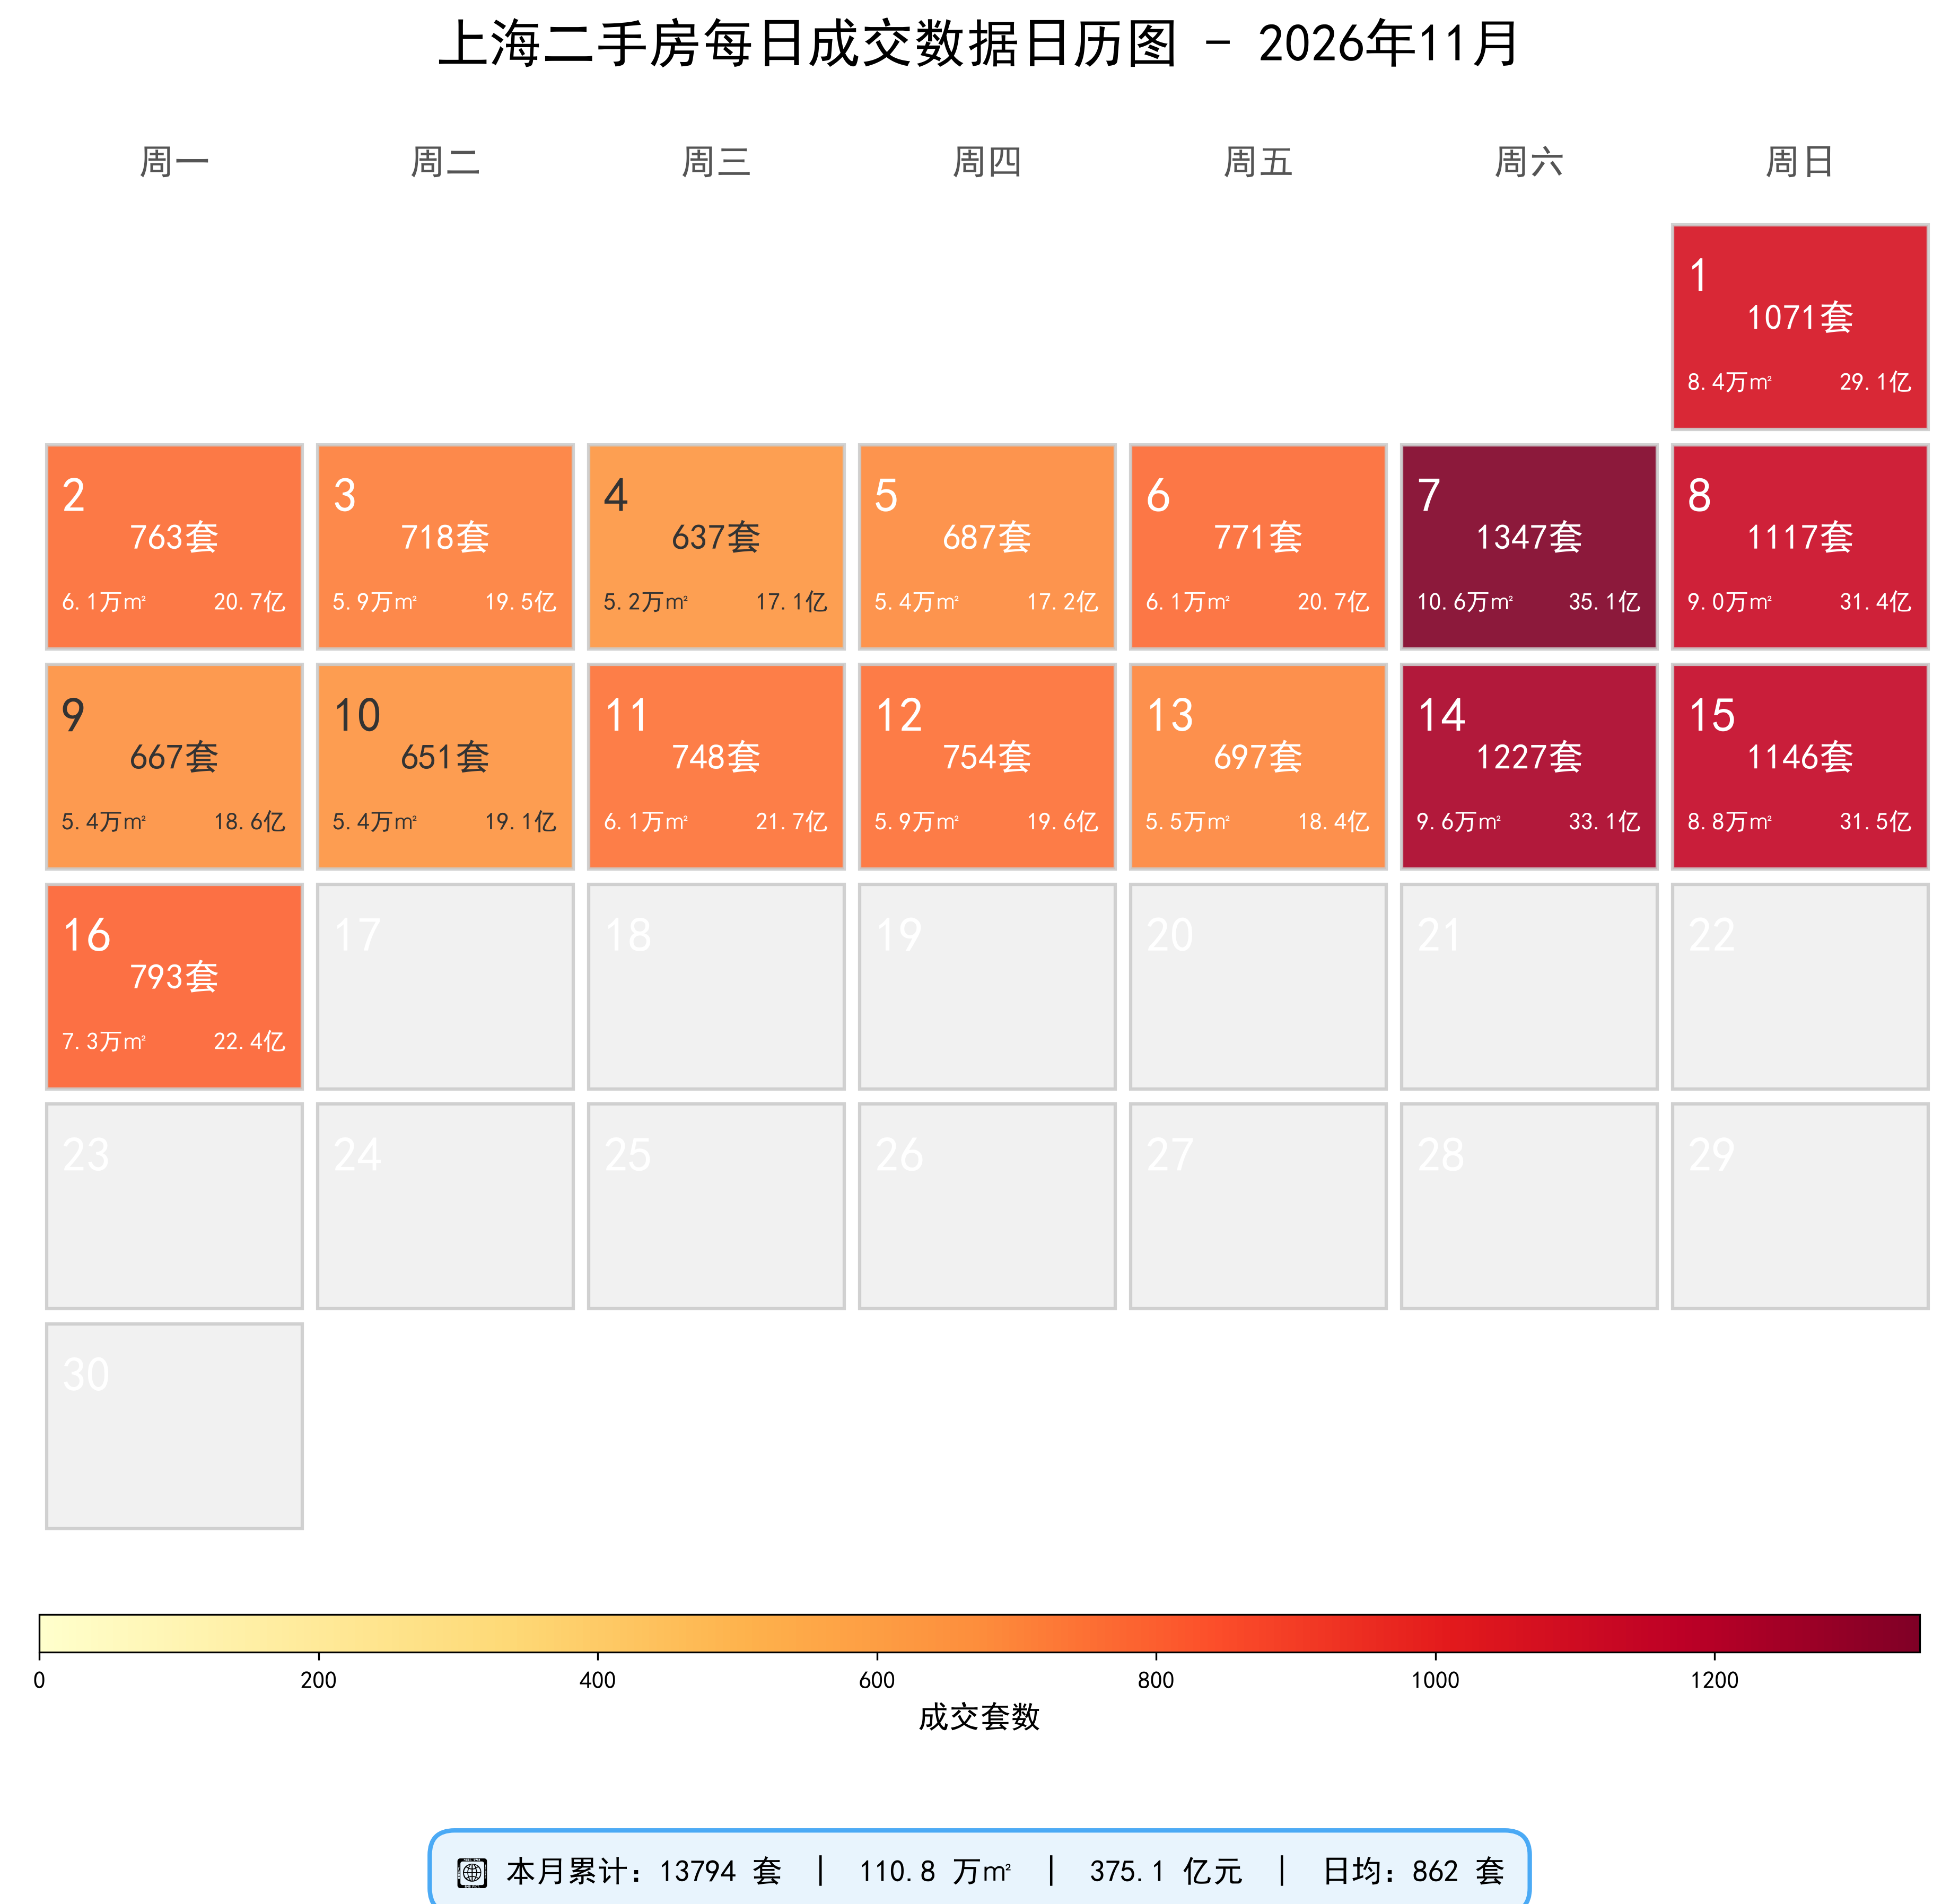 上海二手房每日成交数据日历图 - 2026年11月
周一 周二 周三 周四 周五 周六 周日
1
1071套
8.4万㎡ 29.1亿
2 3 4 5 6 7 8
763套 718套 637套 687套 771套 1347套 1117套
6.1万㎡ 20.7亿 5.9万㎡ 19.5亿 5.2万㎡ 17.1亿 5.4万㎡ 17.2亿 6.1万㎡ 20.7亿 10.6万㎡ 35.1亿 9.0万㎡ 31.4亿
9 10 11 12 13 14 15
667套 651套 748套 754套 697套 1227套 1146套
5.4万㎡ 18.6亿 5.4万㎡ 19.1亿 6.1万㎡ 21.7亿 5.9万㎡ 19.6亿 5.5万㎡ 18.4亿 9.6万㎡ 33.1亿 8.8万㎡ 31.5亿
16 17 18 19 20 21 22
793套
7.3万㎡ 22.4亿
23 24 25 26 27 28 29
30
0 200 400 600 800 1000 1200
成交套数
本月累计: 13794 套 | 110.8 万㎡ | 375.1 亿元 | 日均: 862 套